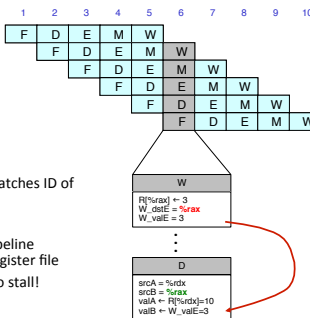 1 2 3 4 5 6 7 8 9 10
F D E M W
F D E M W
F D E M W
F D E M W
F D E M W
F D E M W
atches ID of
peline
gister file
o stall!
W
R[%rax] ← 3
W_dstE = %rax
W_valE = 3
D
srcA = %rdx
srcB = %rax
valA ← R[%rdx]=10
valB ← W_valE=3